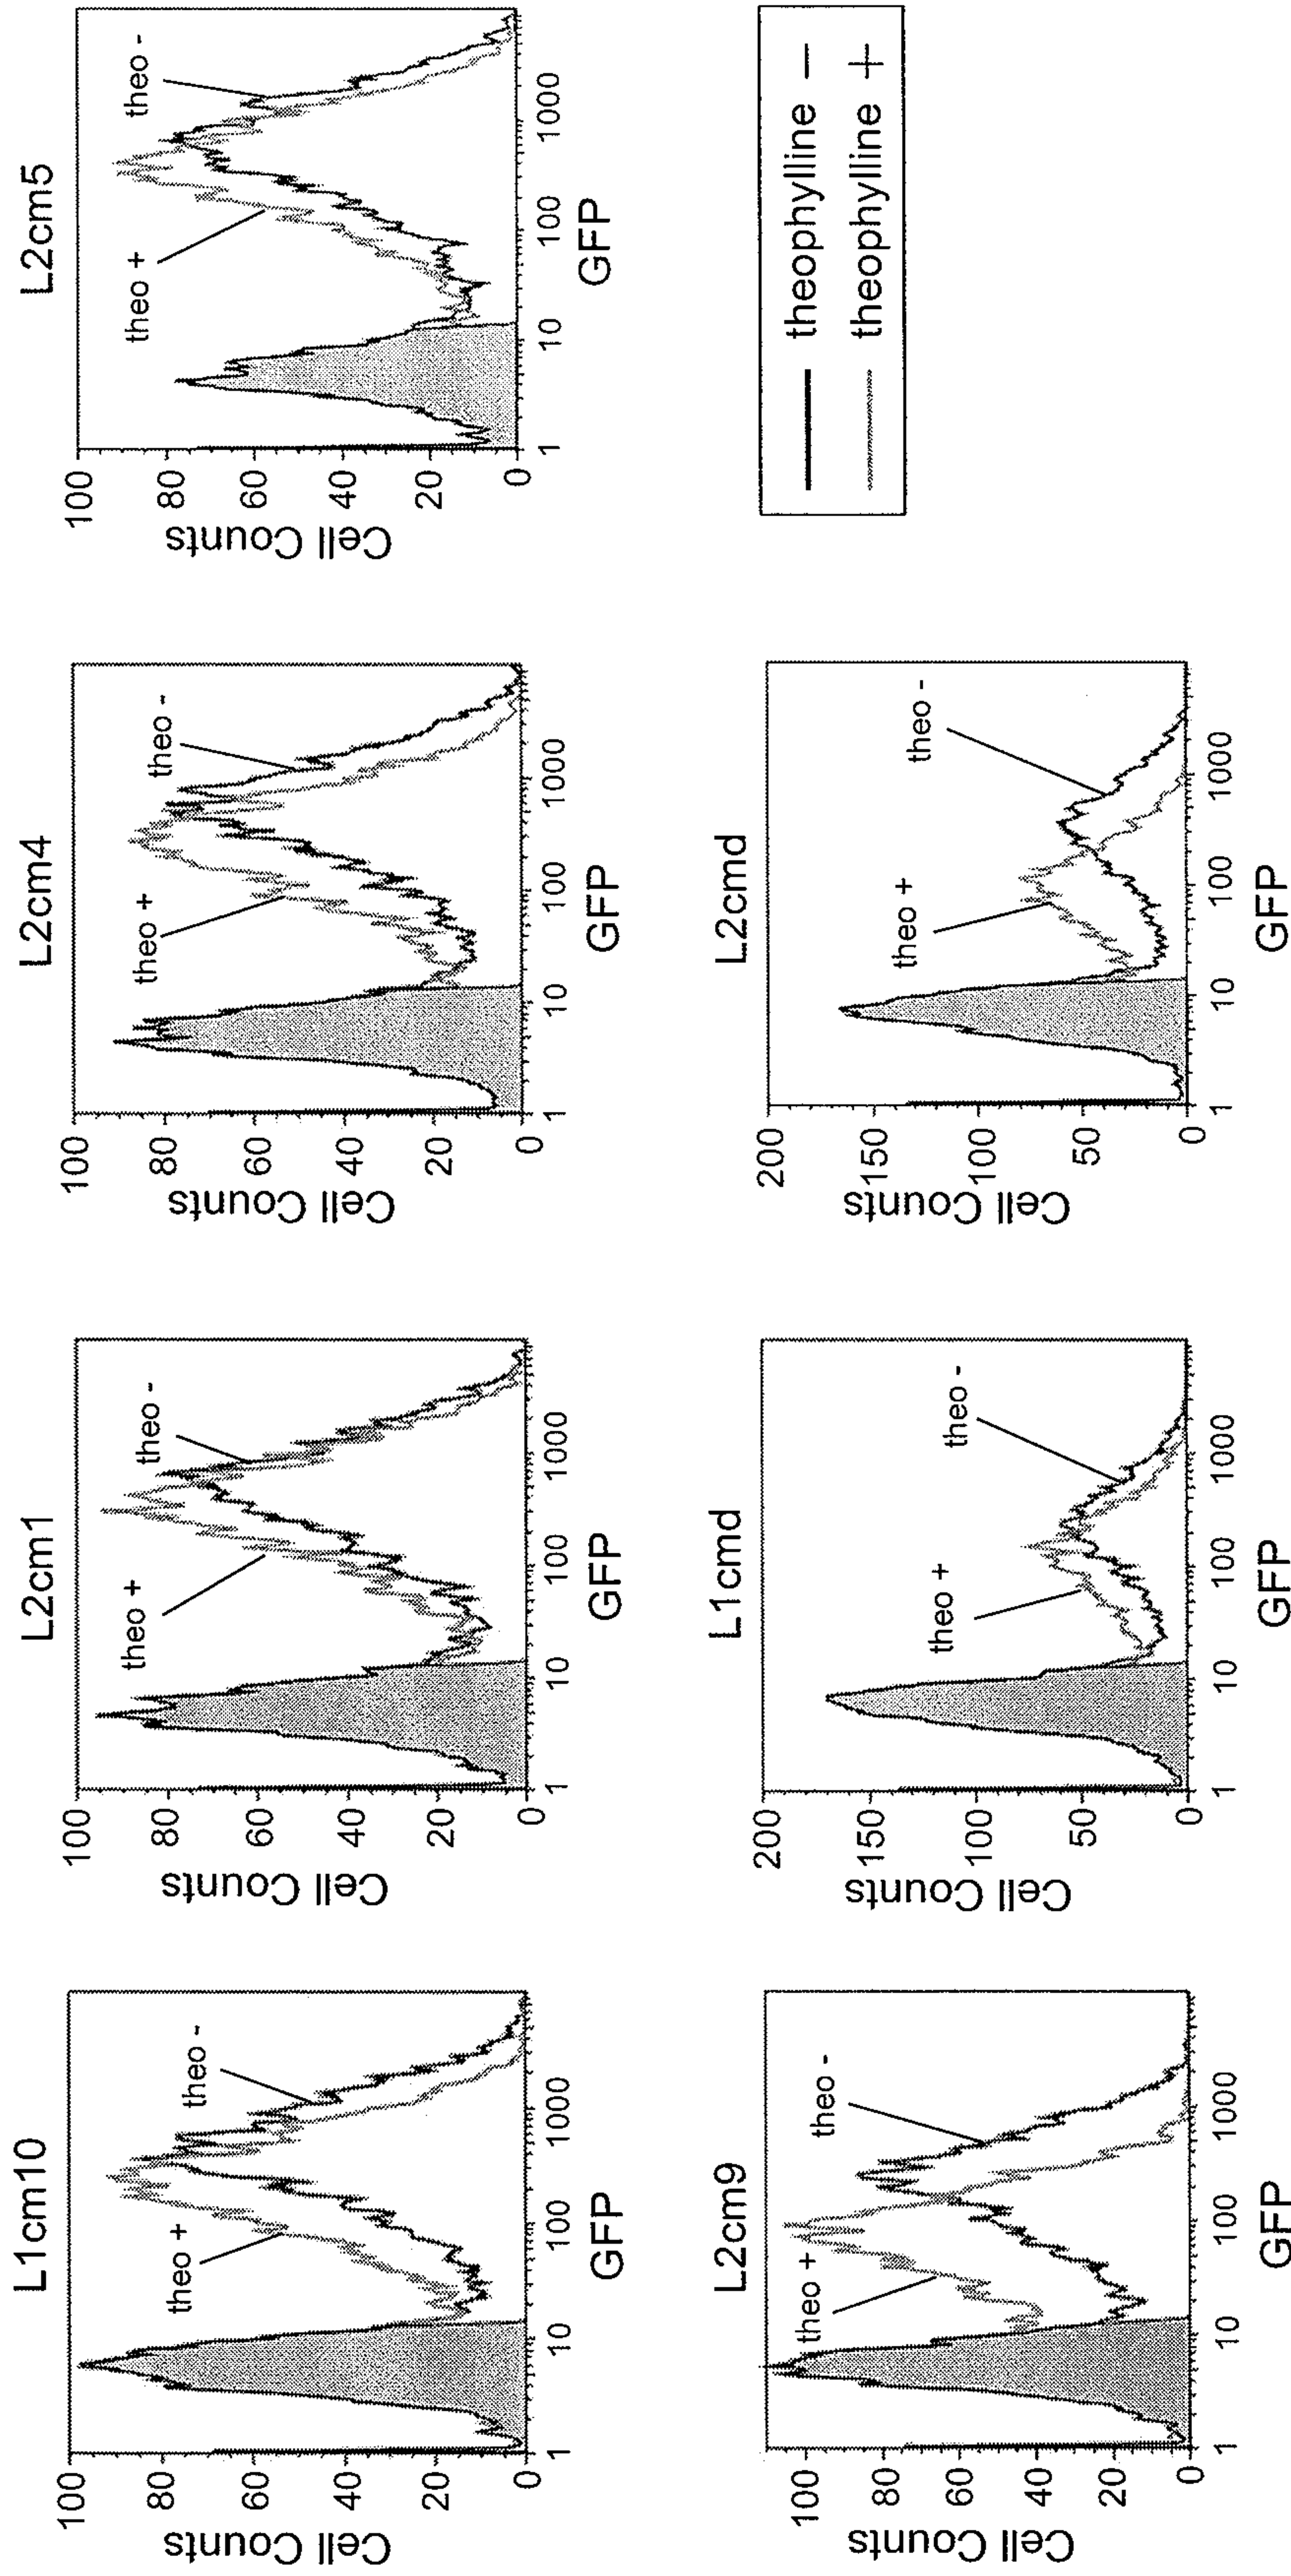 L1cm10
100
80
60
40
20
0
Cell Counts
theo +
theo -
1
10
100
1000
GFP
L2cm1
100
80
60
40
20
0
Cell Counts
theo +
theo -
1
10
100
1000
GFP
L2cm4
100
80
60
40
20
0
Cell Counts
theo +
theo -
1
10
100
1000
GFP
L2cm5
100
80
60
40
20
0
Cell Counts
theo +
theo -
1
10
100
1000
GFP
L2cm9
100
80
60
40
20
0
Cell Counts
theo +
theo -
1
10
100
1000
GFP
L1cmd
200
150
100
50
0
Cell Counts
theo +
theo -
1
10
100
1000
GFP
L2cmd
200
150
100
50
0
Cell Counts
theo +
theo -
1
10
100
1000
GFP
theophylline −
theophylline +